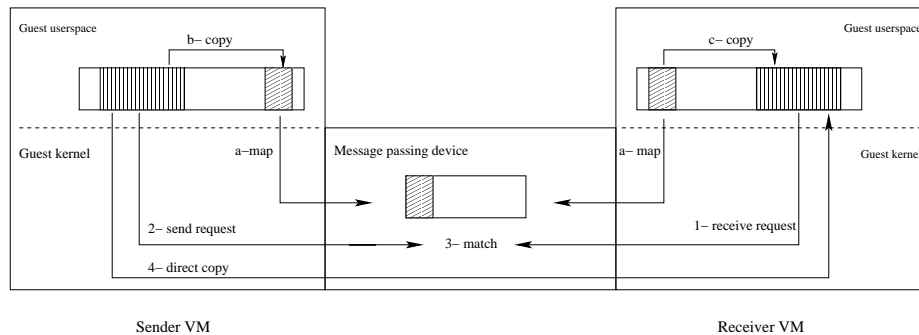 Guest userspace
b– copy
Guest kernel
a–map
2– send request
4– direct copy
Message passing device
3– match
Guest userspace
c– copy
a– map
Guest kernel
1– receive request
Sender VM
Receiver VM